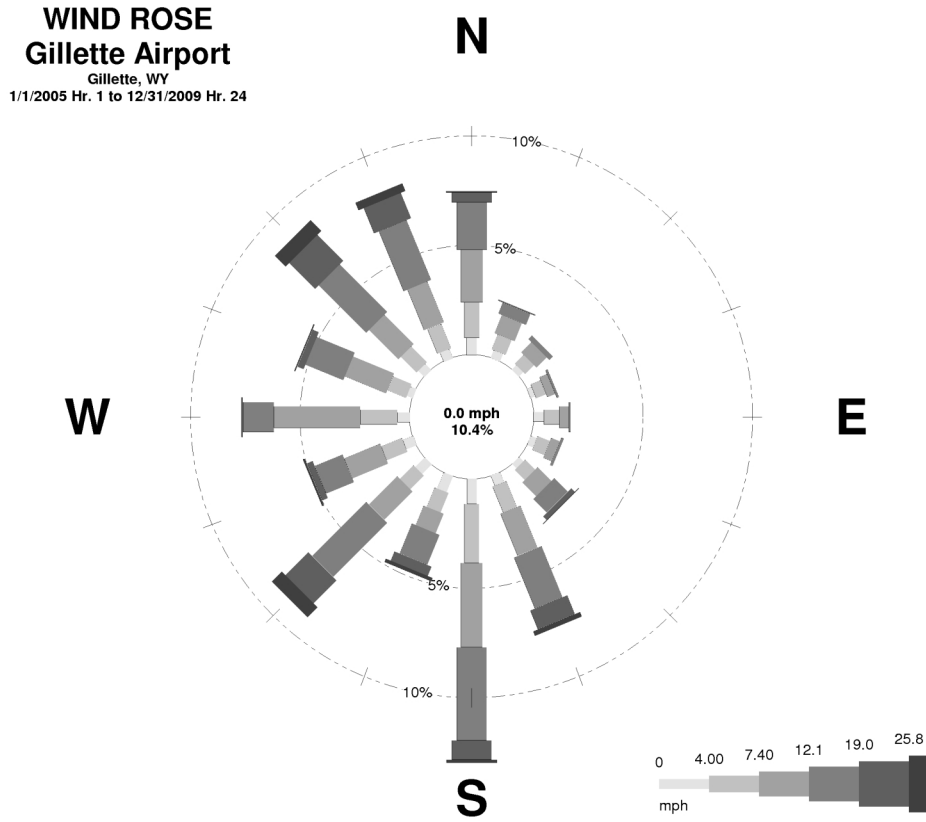 WIND ROSE
Gillette Airport
Gillette, WY
1/1/2005 Hr. 1 to 12/31/2009 Hr. 24
N
10%
5%
W
0.0 mph
10.4%
E
5%
10%
S
0 4.00 7.40 12.1 19.0 25.8
mph